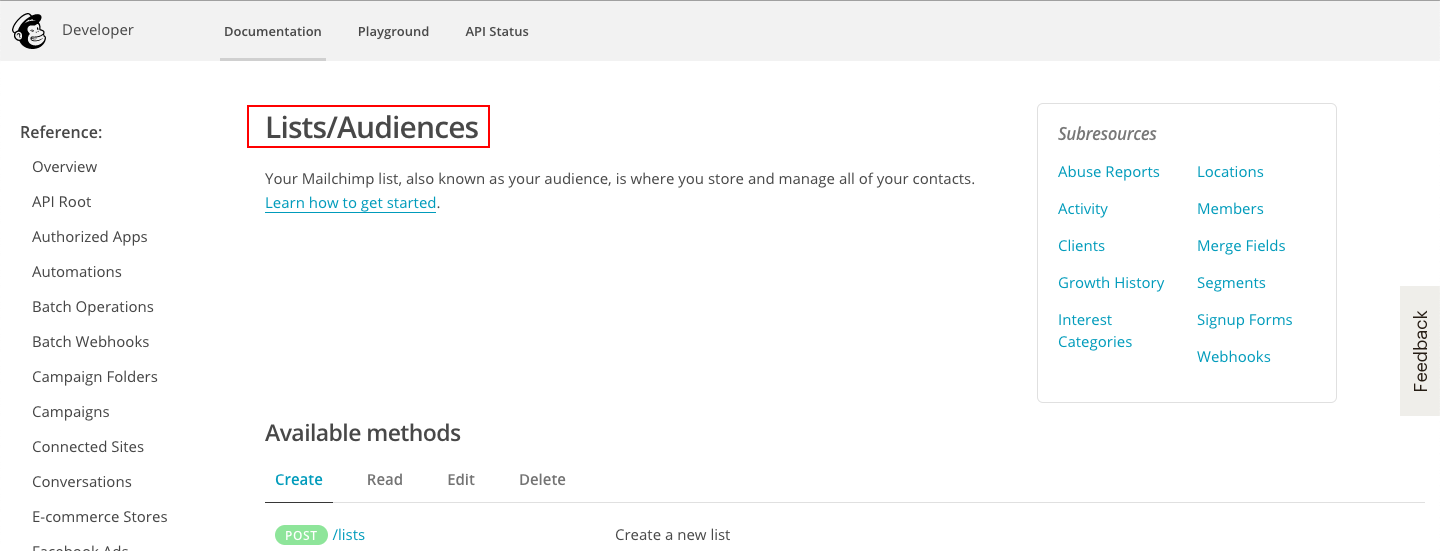 Developer
Documentation
Playground
API Status
Reference:
Overview
API Root
Authorized Apps
Automations
Batch Operations
Batch Webhooks
Campaign Folders
Campaigns
Connected Sites
Conversations
E-commerce Stores
Facebook Ads
Lists/Audiences
Your Mailchimp list, also known as your audience, is where you store and manage all of your contacts.
Learn how to get started.
Subresources
Abuse Reports
Activity
Clients
Growth History
Interest
Categories
Locations
Members
Merge Fields
Segments
Signup Forms
Webhooks
Available methods
Create
Read
Edit
Delete
POST /lists
Create a new list
Feedback